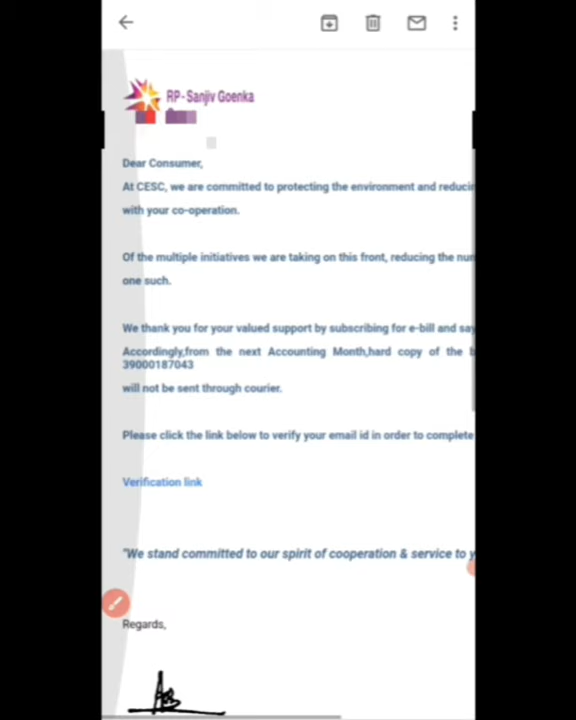 RP-Sanjiv Goenka
Dear Consumer,
At CESC, we are committed to protecting the environment and reducin
with your co-operation.
Of the multiple initiatives we are taking on this front, reducing the nu
one such.
We thank you for your valued support by subscribing for e-bill and say
Accordingly,from the next Accounting Month,hard copy of the b
39000187043
will not be sent through courier.
Please click the link below to verify your email id in order to complete
Verification link
"We stand committed to our spirit of cooperation & service to y
Regards,